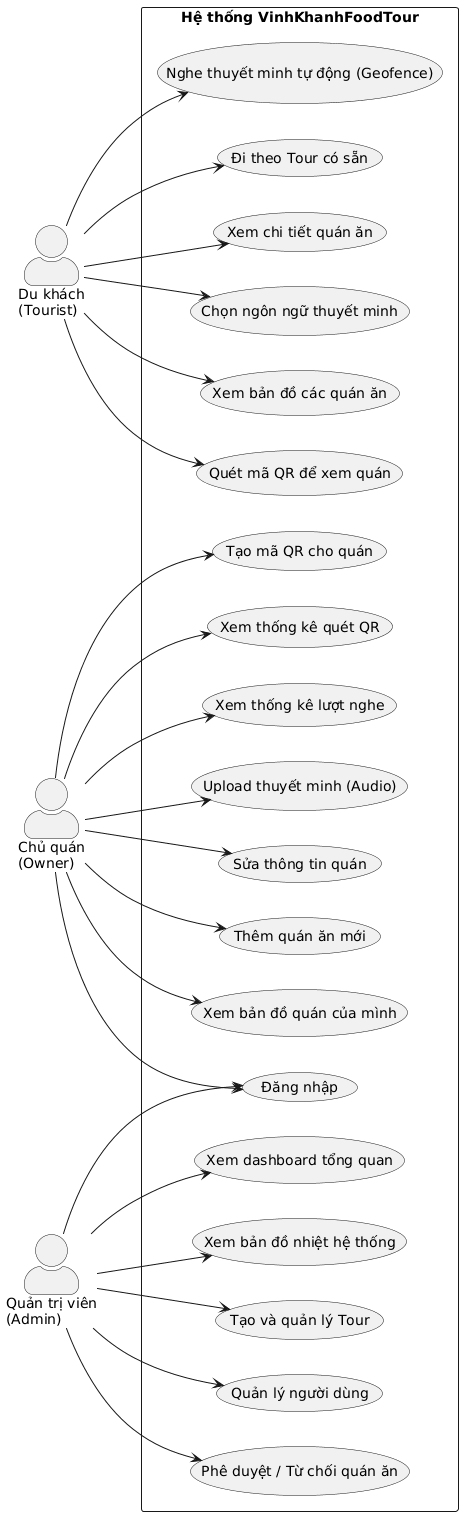 Hệ thống VinhKhanhFoodTour
Nghe thuyết minh tự động (Geofence)
Đi theo Tour có sẵn
Xem chi tiết quán ăn
Du khách
(Tourist)
Chọn ngôn ngữ thuyết minh
Xem bản đồ các quán ăn
Quét mã QR để xem quán
Tạo mã QR cho quán
Xem thống kê quét QR
Xem thống kê lượt nghe
Upload thuyết minh (Audio)
Chủ quán
(Owner)
Sửa thông tin quán
Thêm quán ăn mới
Xem bản đồ quán của mình
Đăng nhập
Xem dashboard tổng quan
Xem bản đồ nhiệt hệ thống
Quản trị viên
(Admin)
Tạo và quản lý Tour
Quản lý người dùng
Phê duyệt / Từ chối quán ăn